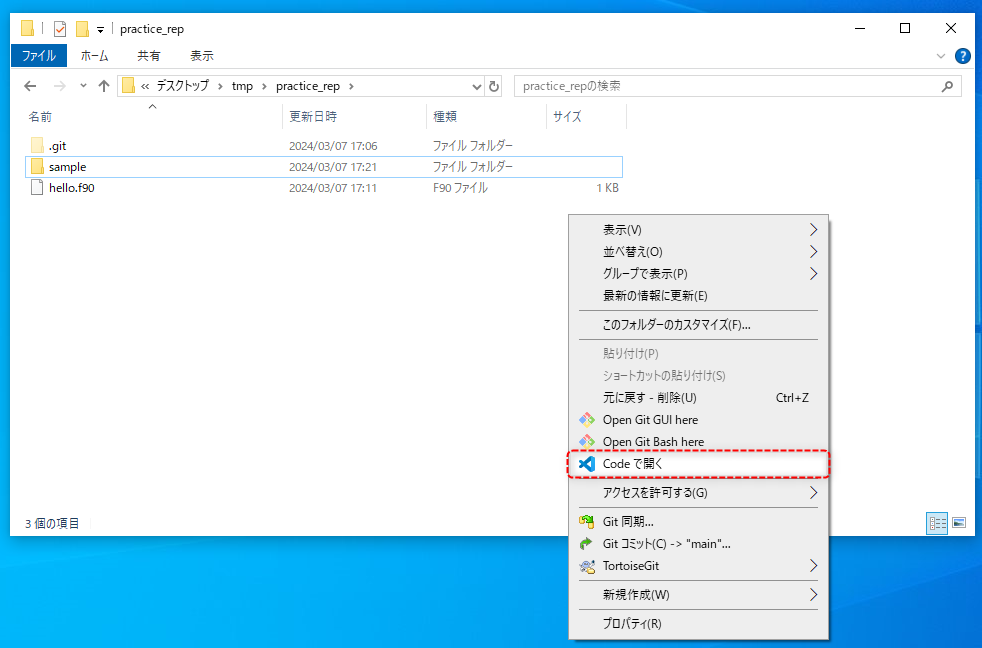 practice_rep
ファイル ホーム 共有 表示
« デスクトップ › tmp › practice_rep ›
practice_repの検索
名前 更新日時 種類 サイズ
.git 2024/03/07 17:06 ファイル フォルダー
sample 2024/03/07 17:21 ファイル フォルダー
hello.f90 2024/03/07 17:11 F90 ファイル 1 KB
表示(V)
並べ替え(O)
グループで表示(P)
最新の情報に更新(E)
このフォルダーのカスタマイズ(F)...
貼り付け(P)
ショートカットの貼り付け(S)
元に戻す - 削除(U) Ctrl+Z
Open Git GUI here
Open Git Bash here
Code で開く
アクセスを許可する(G)
Git 同期...
Git コミット(C) -> "main"...
TortoiseGit
新規作成(W)
プロパティ(R)
3 個の項目